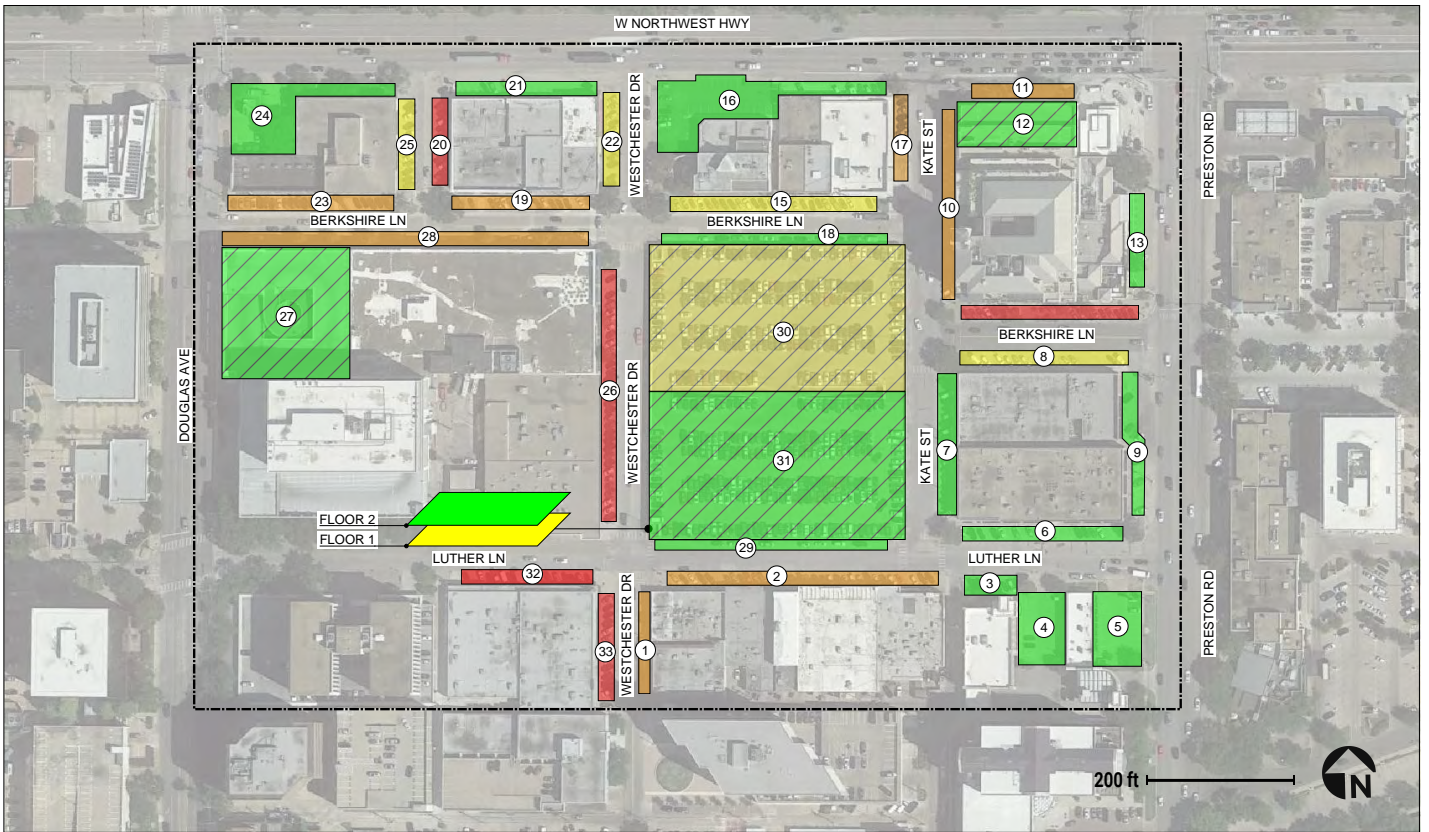 W NORTHWEST HWY
21
24
25
20
22
WESTCHESTER DR
16
17
KATE ST
11
12
10
PRESTON RD
23
19
15
BERKSHIRE LN
BERKSHIRE LN
28
18
13
27
30
BERKSHIRE LN
8
DOUGLAS AVE
26
WESTCHESTER DR
31
7
KATE ST
9
FLOOR 2
FLOOR 1
29
6
LUTHER LN
LUTHER LN
32
2
3
4
5
33
WESTCHESTER DR
1
PRESTON RD
200 ft
N